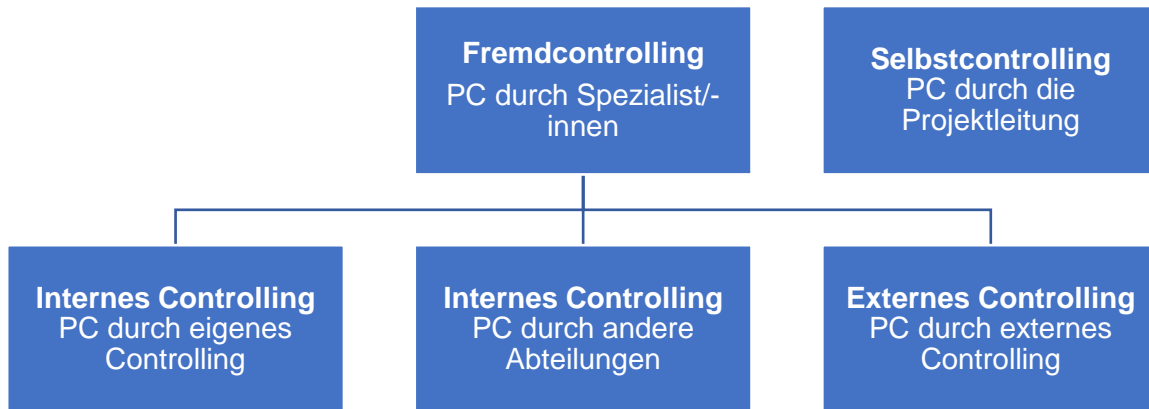 Fremdcontrolling
PC durch Spezialist/-
innen
Selbstcontrolling
PC durch die
Projektleitung
Internes Controlling
PC durch eigenes
Controlling
Internes Controlling
PC durch andere
Abteilungen
Externes Controlling
PC durch externes
Controlling